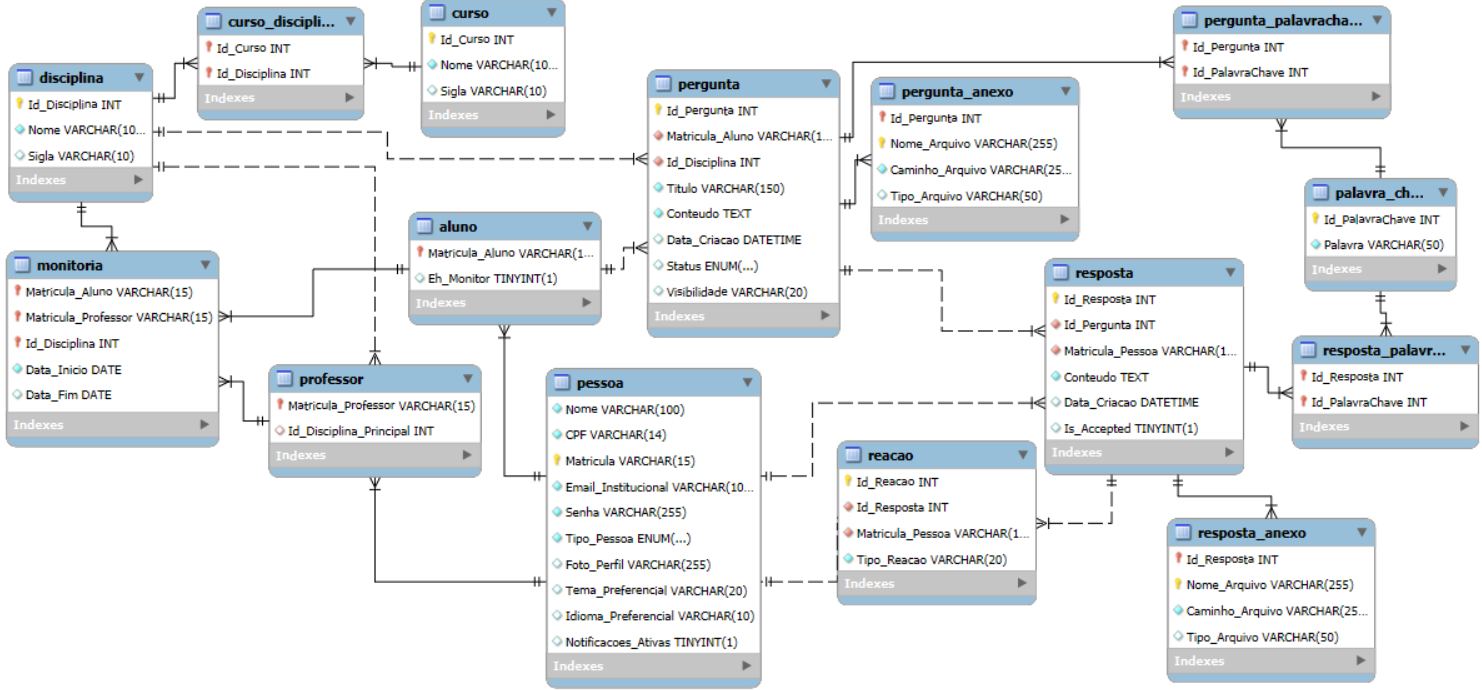 curso_discipli...
Id_Curso INT
Id_Disciplina INT
Indexes
curso
Id_Curso INT
Nome VARCHAR(10...
Sigla VARCHAR(10)
Indexes
disciplina
Id_Disciplina INT
Nome VARCHAR(10...
Sigla VARCHAR(10)
Indexes
pergunta
Id_Pergunta INT
Matricula_Aluno VARCHAR(1...
Id_Disciplina INT
Titulo VARCHAR(150)
Conteudo TEXT
Data_Criacao DATETIME
Status ENUM(...)
Visibilidade VARCHAR(20)
Indexes
pergunta_anexo
Id_Pergunta INT
Nome_Arquivo VARCHAR(255)
Caminho_Arquivo VARCHAR(25...
Tipo_Arquivo VARCHAR(50)
Indexes
pergunta_palavracha...
Id_Pergunta INT
Id_PalavraChave INT
Indexes
palavra_ch...
Id_PalavraChave INT
Palavra VARCHAR(50)
Indexes
monitoria
Matricula_Aluno VARCHAR(15)
Matricula_Professor VARCHAR(15)
Id_Disciplina INT
Data_Inicio DATE
Data_Fim DATE
Indexes
aluno
Matricula_Aluno VARCHAR(1...
Eh_Monitor TINYINT(1)
Indexes
professor
Matricula_Professor VARCHAR(15)
Id_Disciplina_Principal INT
Indexes
pessoa
Nome VARCHAR(100)
CPF VARCHAR(14)
Matricula VARCHAR(15)
Email_Institucional VARCHAR(10...
Senha VARCHAR(255)
Tipo_Pessoa ENUM(...)
Foto_Perfil VARCHAR(255)
Tema_Preferencial VARCHAR(20)
Idioma_Preferencial VARCHAR(10)
Notificacoes_Ativas TINYINT(1)
Indexes
resposta
Id_Resposta INT
Id_Pergunta INT
Matricula_Pessoa VARCHAR(1...
Conteudo TEXT
Data_Criacao DATETIME
Is_Accepted TINYINT(1)
Indexes
resposta_palavr...
Id_Resposta INT
Id_PalavraChave INT
Indexes
reacao
Id_Reacao INT
Id_Resposta INT
Matricula_Pessoa VARCHAR(1...
Tipo_Reacao VARCHAR(20)
Indexes
resposta_anexo
Id_Resposta INT
Nome_Arquivo VARCHAR(255)
Caminho_Arquivo VARCHAR(25...
Tipo_Arquivo VARCHAR(50)
Indexes